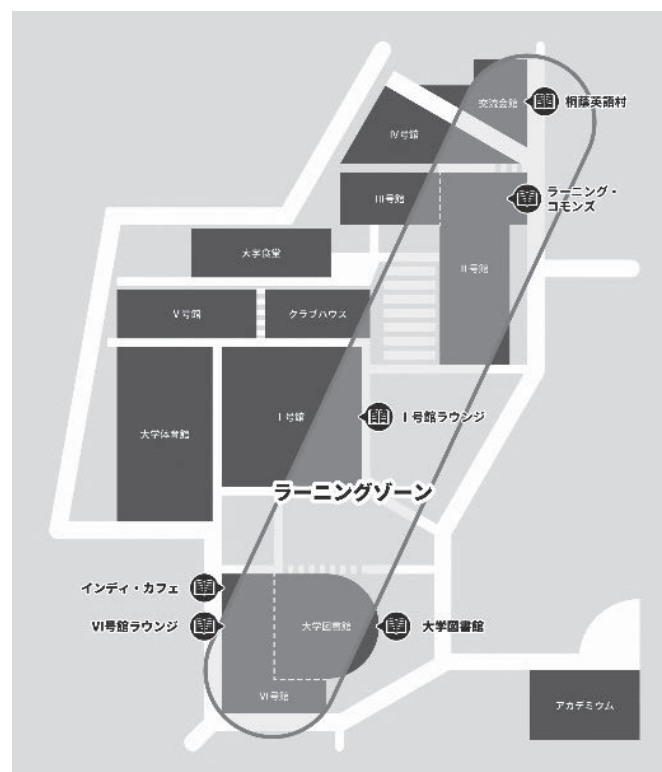 交流会館
桐蔭英語村
Ⅳ号館
Ⅲ号館
ラーニング・
コモンズ
大学食堂
Ⅱ号館
Ⅴ号館
クラブハウス
Ⅰ号館
Ⅰ号館ラウンジ
大学体育館
ラーニングゾーン
インディ・カフェ
Ⅵ号館ラウンジ
大学図書館
大学図書館
Ⅵ号館
アカデミウム